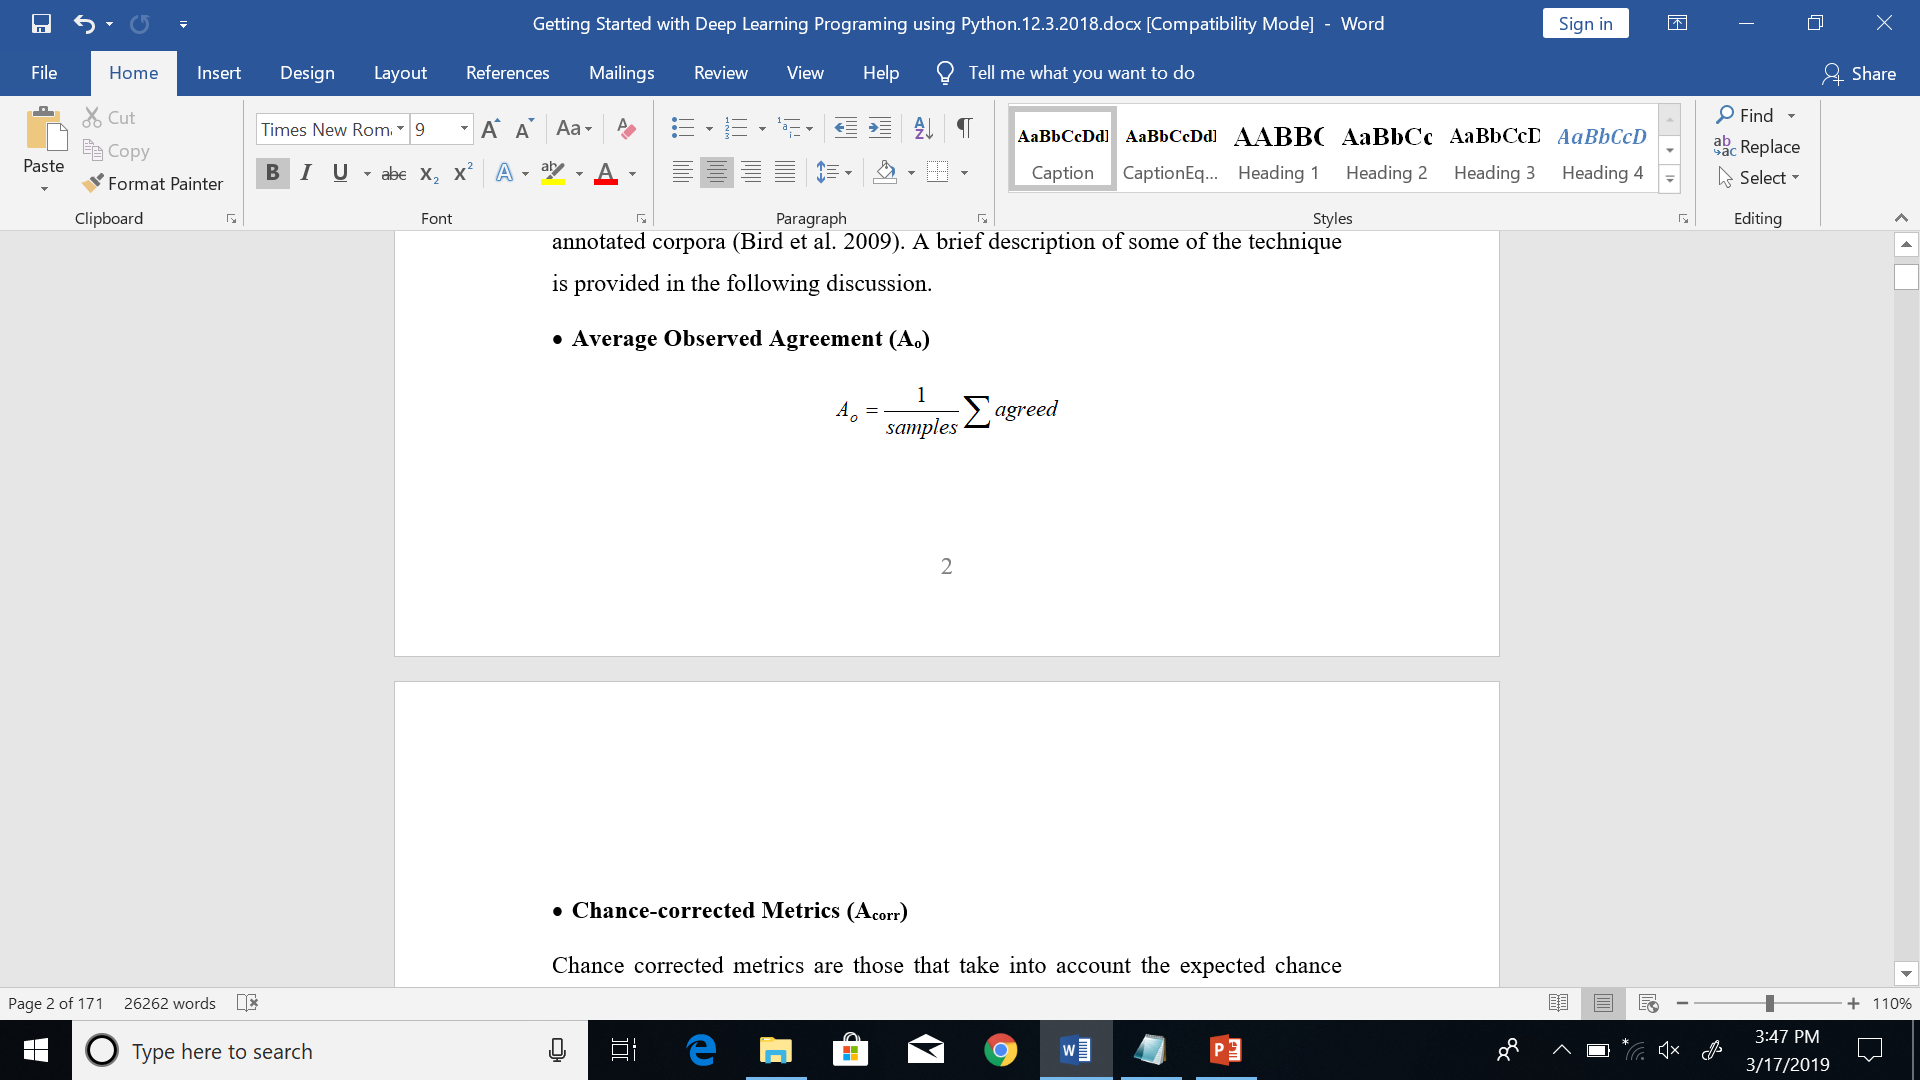 Getting Started with Deep Learning Programing using Python.12.3.2018.docx [Compatibility Mode] - Word
Sign in
File Home Insert Design Layout References Mailings Review View Help Tell me what you want to do
Share
Paste
Cut
Copy
Format Painter
Clipboard
Times New Rom 9
Aa
B I U abc X₂ X² A ab A
Font
A Z
Paragraph
AaBbCcDdI AaBbCcDdI AABBC AaBbCc AaBbCcD AaBbCcD
Caption CaptionEq... Heading 1 Heading 2 Heading 3 Heading 4
Styles
Find
Replace
Select
Editing
annotated corpora (Bird et al. 2009). A brief description of some of the technique
is provided in the following discussion.
• Average Observed Agreement (Aₒ)
Aₒ = 1/samples ∑ agreed
2
• Chance-corrected Metrics (Acorr)
Chance corrected metrics are those that take into account the expected chance
Page 2 of 171 26262 words
110%
Type here to search
3:47 PM
3/17/2019